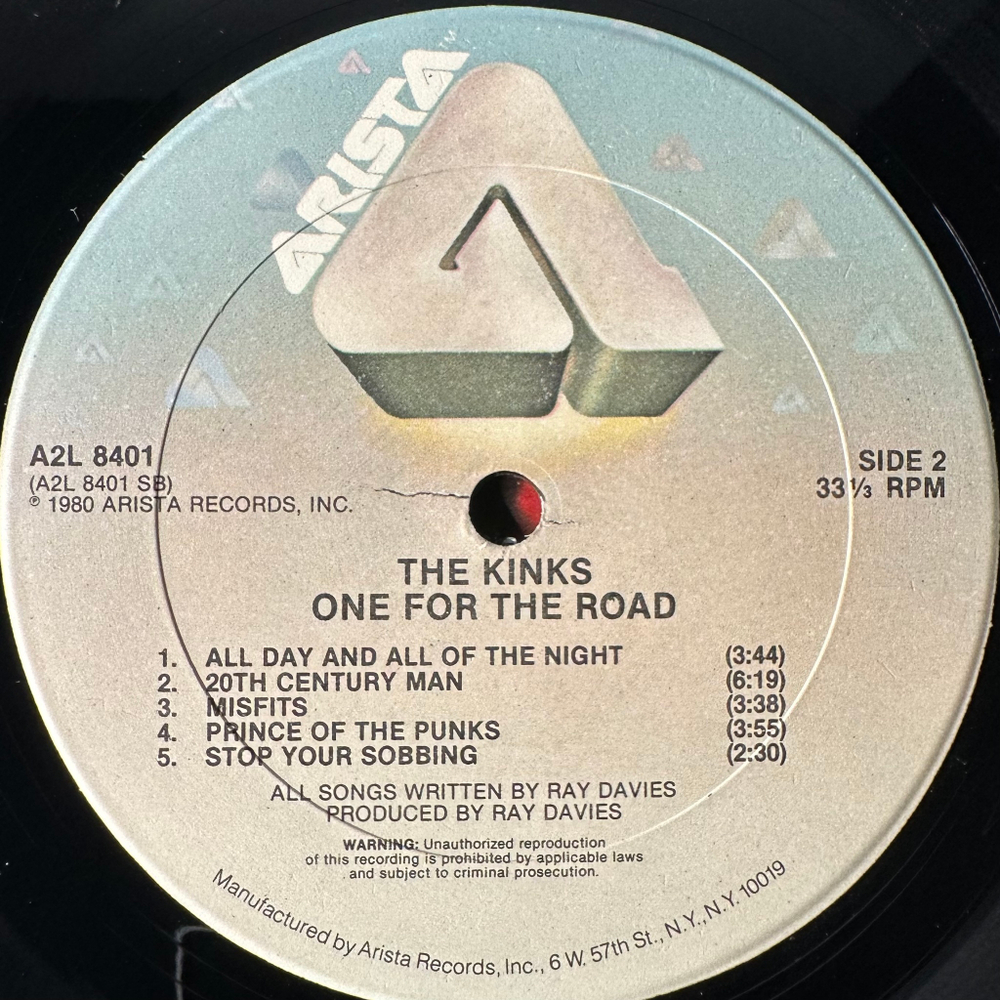 ARISTA™
A2L 8401
(A2L 8401 SB)
℗ 1980 ARISTA RECORDS, INC.
SIDE 2
33⅓ RPM
THE KINKS
ONE FOR THE ROAD
1. ALL DAY AND ALL OF THE NIGHT (3:44)
2. 20TH CENTURY MAN (6:19)
3. MISFITS (3:38)
4. PRINCE OF THE PUNKS (3:55)
5. STOP YOUR SOBBING (2:30)
ALL SONGS WRITTEN BY RAY DAVIES
PRODUCED BY RAY DAVIES
WARNING: Unauthorized reproduction
of this recording is prohibited by applicable laws
and subject to criminal prosecution.
Manufactured by Arista Records, Inc., 6 W. 57th St., N.Y., N.Y. 10019